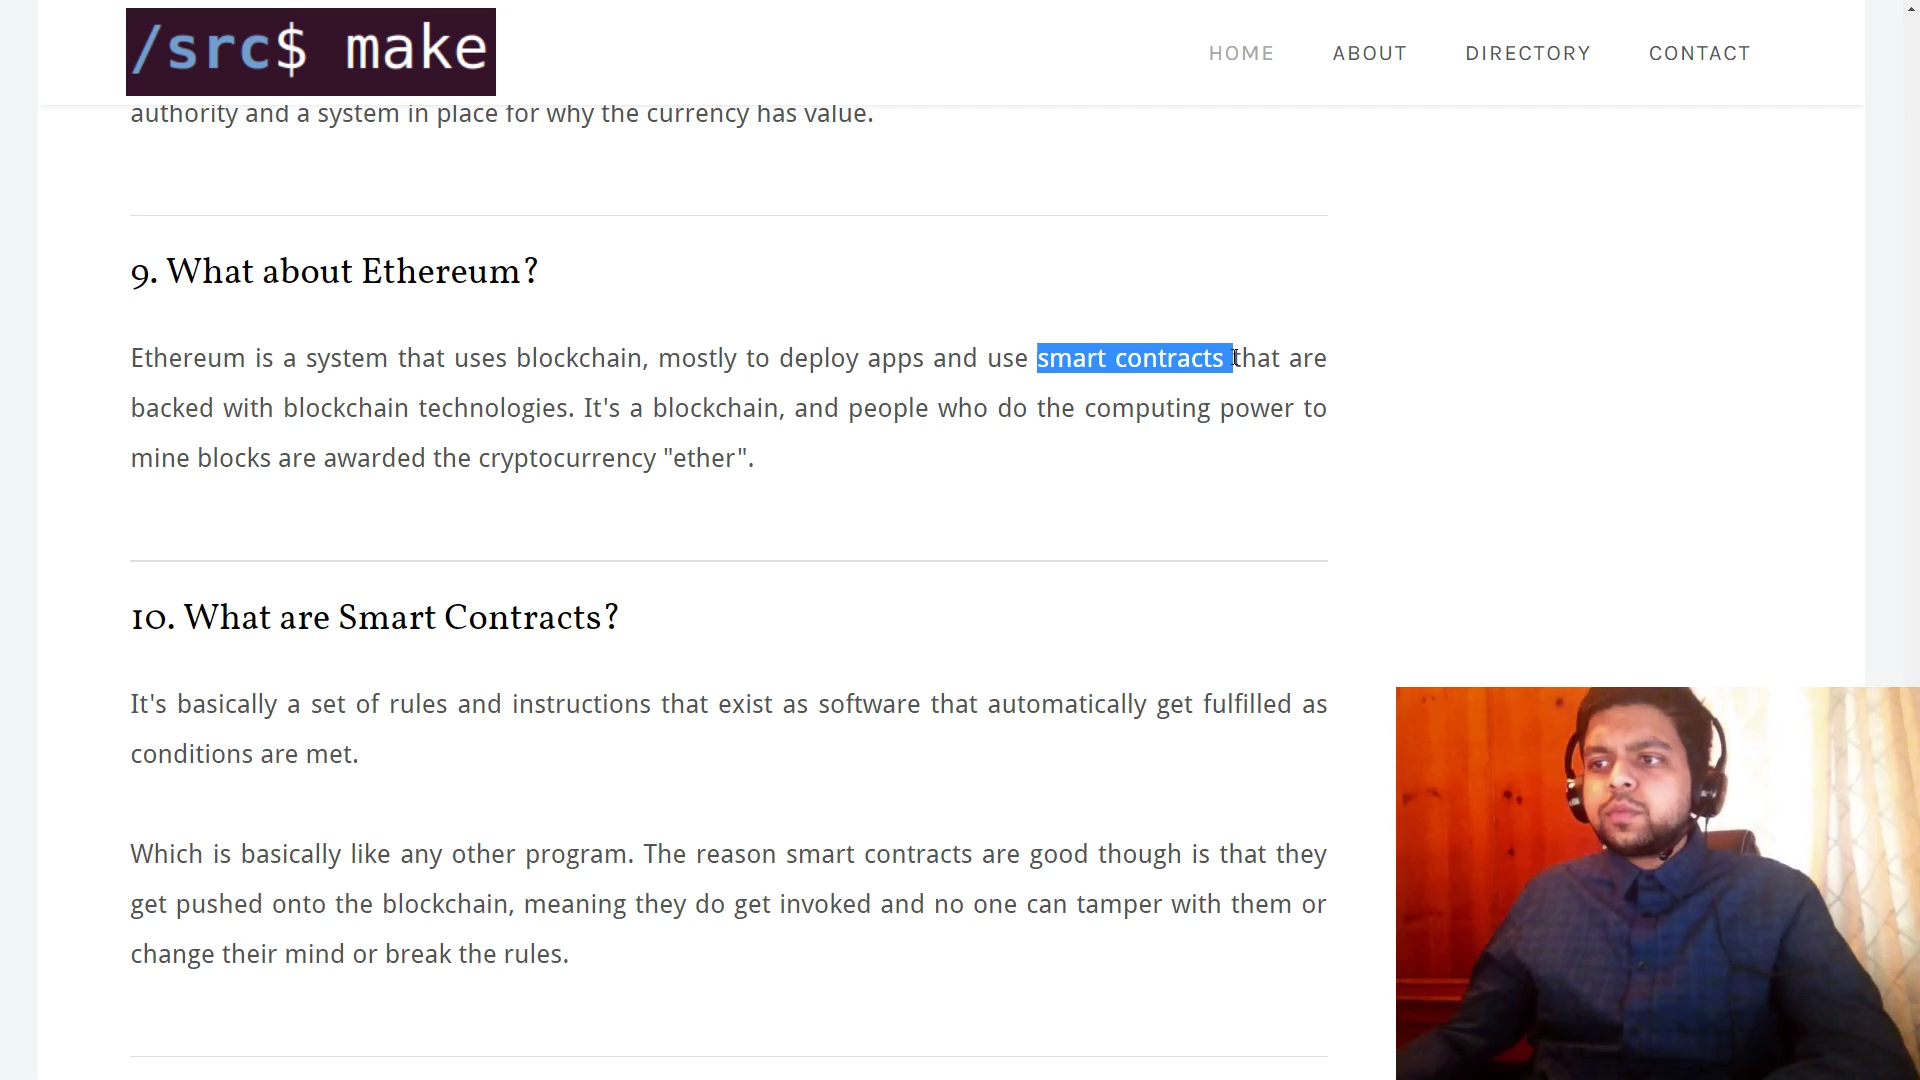 /src$ make
HOME ABOUT DIRECTORY CONTACT
authority and a system in place for why the currency has value.
9. What about Ethereum?
Ethereum is a system that uses blockchain, mostly to deploy apps and use smart contracts that are
backed with blockchain technologies. It's a blockchain, and people who do the computing power to
mine blocks are awarded the cryptocurrency "ether".
10. What are Smart Contracts?
It's basically a set of rules and instructions that exist as software that automatically get fulfilled as
conditions are met.
Which is basically like any other program. The reason smart contracts are good though is that they
get pushed onto the blockchain, meaning they do get invoked and no one can tamper with them or
change their mind or break the rules.